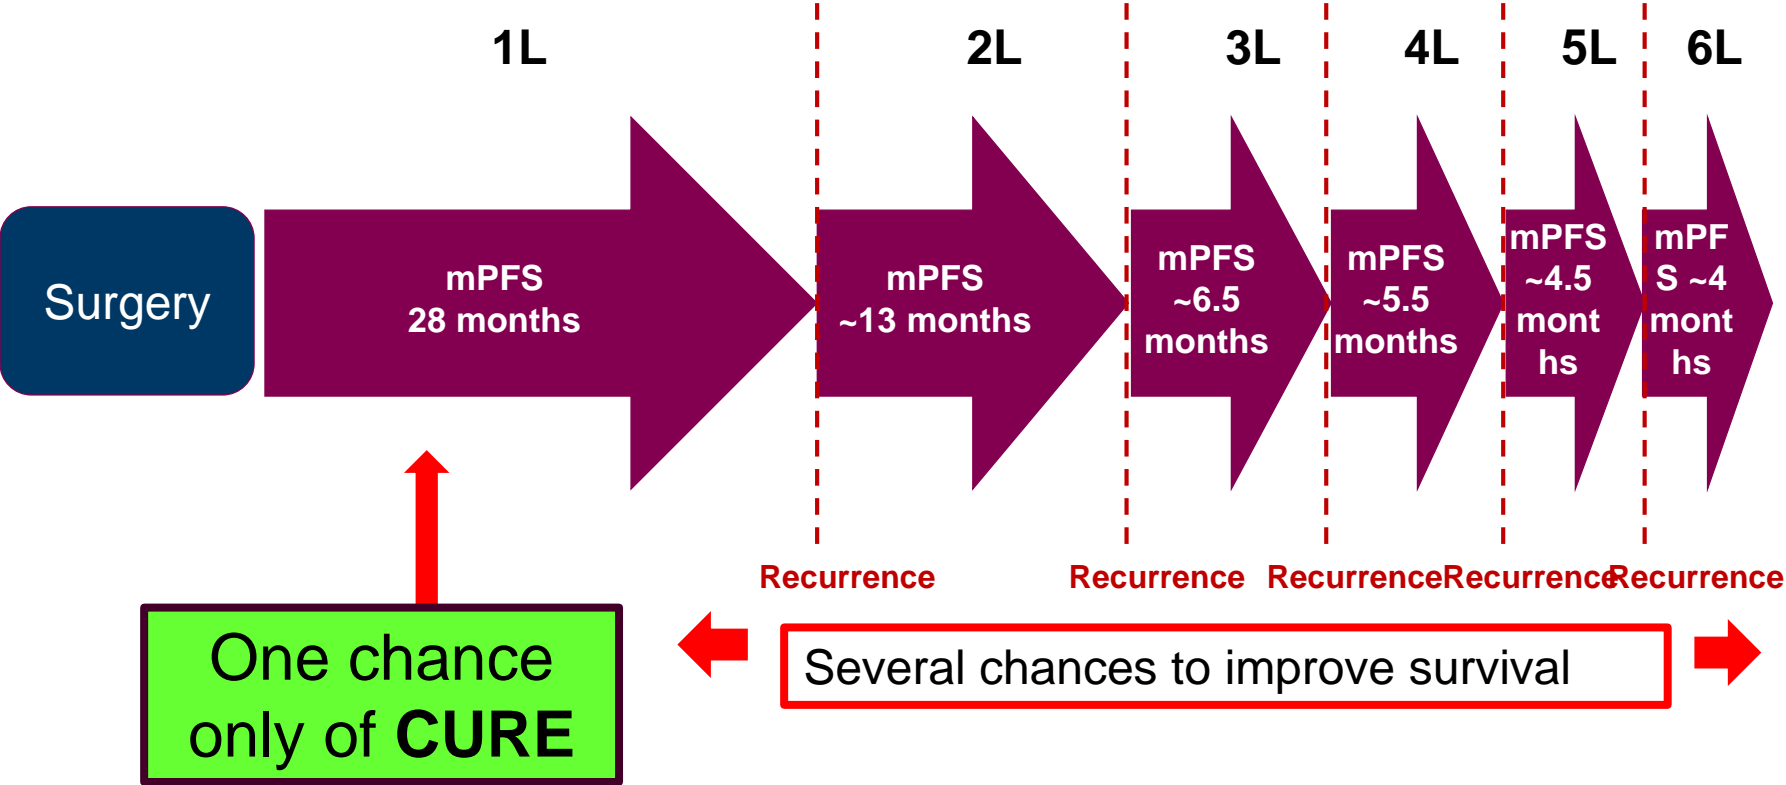 1L
2L
3L
4L
5L
6L
Surgery
mPFS
28 months
mPFS
~13 months
mPFS
~6.5
months
mPFS
~5.5
months
mPFS
~4.5
mont
hs
mPF
S ~4
mont
hs
Recurrence
Recurrence
Recurrence
Recurrence
Recurrence
One chance
only of CURE
Several chances to improve survival